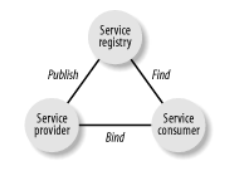 Service
registry
Publish
Find
Service
provider
Service
consumer
Bind